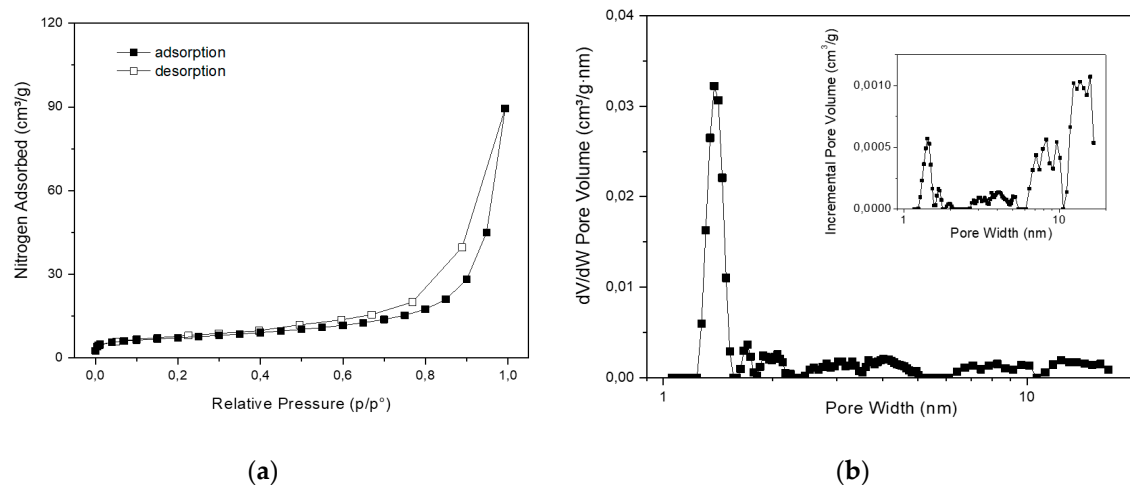 120
90
60
30
0
Nitrogen Adsorbed (cm³/g)
adsorption
desorption
0,0 0,2 0,4 0,6 0,8 1,0
Relative Pressure (p/p°)
(a)
0,04
0,03
0,02
0,01
0,00
dV/dW Pore Volume (cm³/g·nm)
1 10
Pore Width (nm)
0,0010
0,0005
0,0000
Incremental Pore Volume (cm³/g)
1 10
Pore Width (nm)
(b)